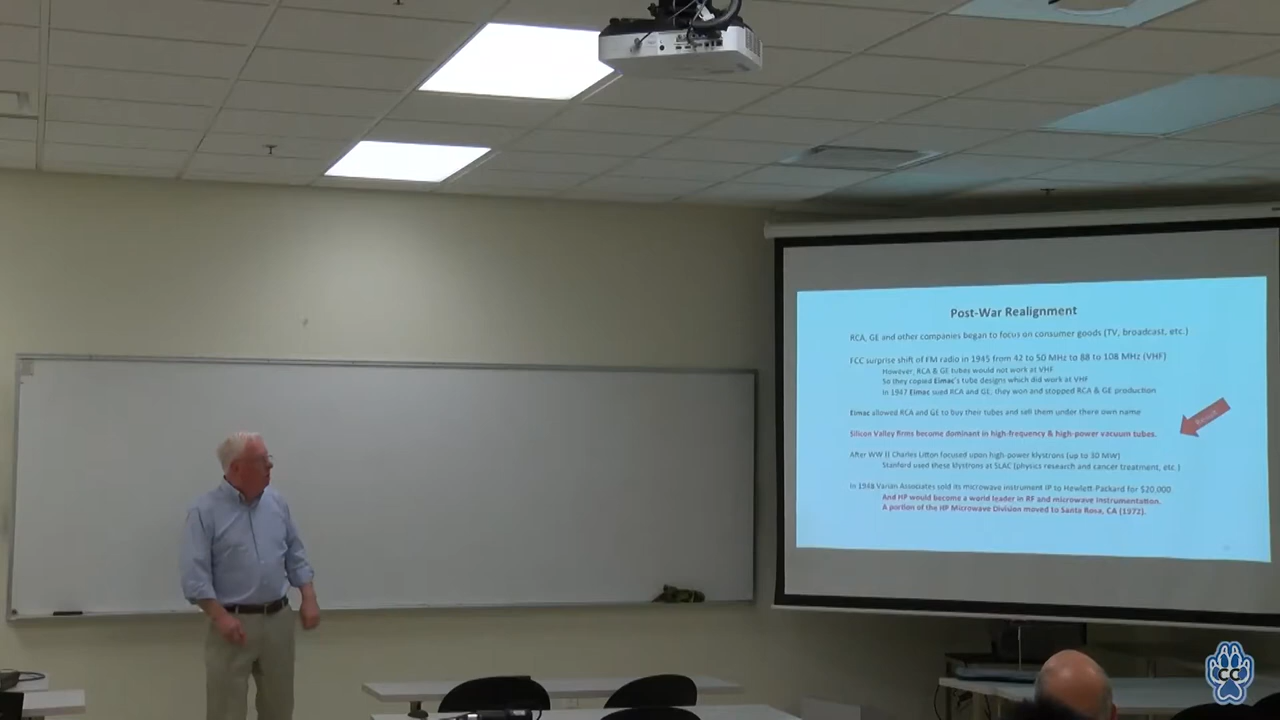 Post-War Realignment
RCA, GE and other companies began to focus on consumer goods (TV, broadcast, etc.)
FCC surprise shift of FM radio in 1945 from 42 to 50 MHz to 88 to 108 MHz (VHF)
However, RCA & GE tubes would not work at VHF
So they copied Eimac's tube designs which did work at VHF
In 1947 Eimac sued RCA and GE, they won and stopped RCA & GE production
Eimac allowed RCA and GE to buy their tubes and sell them under there own name
Silicon Valley firms become dominant in high-frequency & high-power vacuum tubes.
After WW II Charles Litton focused upon high-power klystrons (up to 30 MW)
Stanford used these klystrons at SLAC (physics research and cancer treatment, etc.)
In 1948 Varian Associates sold its microwave instrument IP to Hewlett-Packard for $20,000
And HP would become a world leader in RF and microwave instrumentation.
A portion of the HP Microwave Division moved to Santa Rosa, CA (1972).
CC